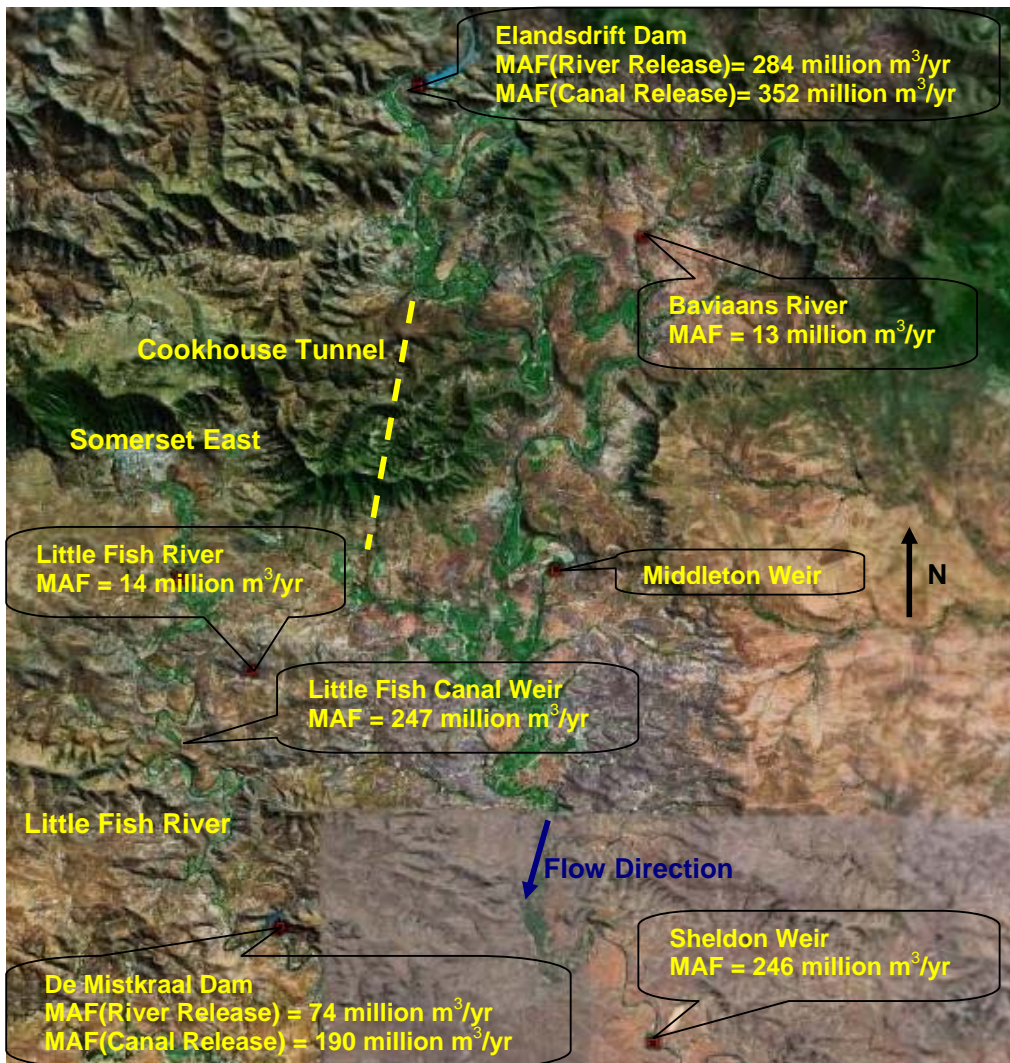 Elandsdrift Dam
MAF(River Release)= 284 million m³/yr
MAF(Canal Release)= 352 million m³/yr
Baviaans River
MAF = 13 million m³/yr
Cookhouse Tunnel
Somerset East
Little Fish River
MAF = 14 million m³/yr
Middleton Weir
N
Little Fish Canal Weir
MAF = 247 million m³/yr
Little Fish River
Flow Direction
Sheldon Weir
MAF = 246 million m³/yr
De Mistkraal Dam
MAF(River Release) = 74 million m³/yr
MAF(Canal Release) = 190 million m³/yr